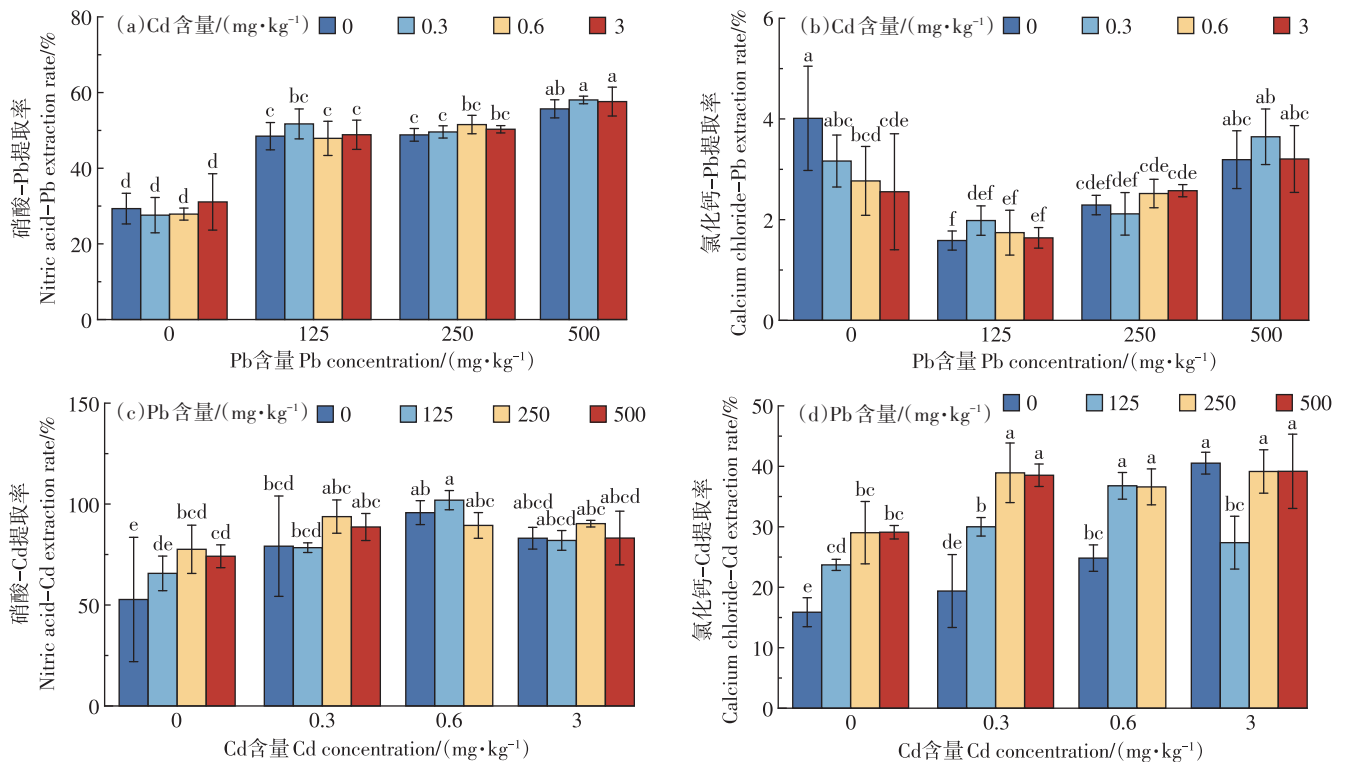 (a)Cd含量/(mg•kg⁻¹) 0 0.3 0.6 3
硝酸-Pb提取率
Nitric acid-Pb extraction rate/%
80
60
40
20
0
d d d d
c bc c c
c c bc bc
ab a a
0 125 250 500
Pb含量 Pb concentration/(mg•kg⁻¹)
(b)Cd含量/(mg•kg⁻¹) 0 0.3 0.6 3
氯化钙-Pb提取率
Calcium chloride-Pb extraction rate/%
6
4
2
0
a abc bcd cde
f def ef ef
cdef def cde cde
abc ab abc
0 125 250 500
Pb含量 Pb concentration/(mg•kg⁻¹)
(c)Pb含量/(mg•kg⁻¹) 0 125 250 500
硝酸-Cd提取率
Nitric acid-Cd extraction rate/%
150
100
50
0
e de bcd cd
bcd bcd abc abc
ab a abc
abcd abcd abc abcd
0 0.3 0.6 3
Cd含量 Cd concentration/(mg•kg⁻¹)
(d)Pb含量/(mg•kg⁻¹) 0 125 250 500
氯化钙-Cd提取率
Calcium chloride-Cd extraction rate/%
50
40
30
20
10
0
e cd bc bc
de b a a
bc a a
a bc a a
0 0.3 0.6 3
Cd含量 Cd concentration/(mg•kg⁻¹)